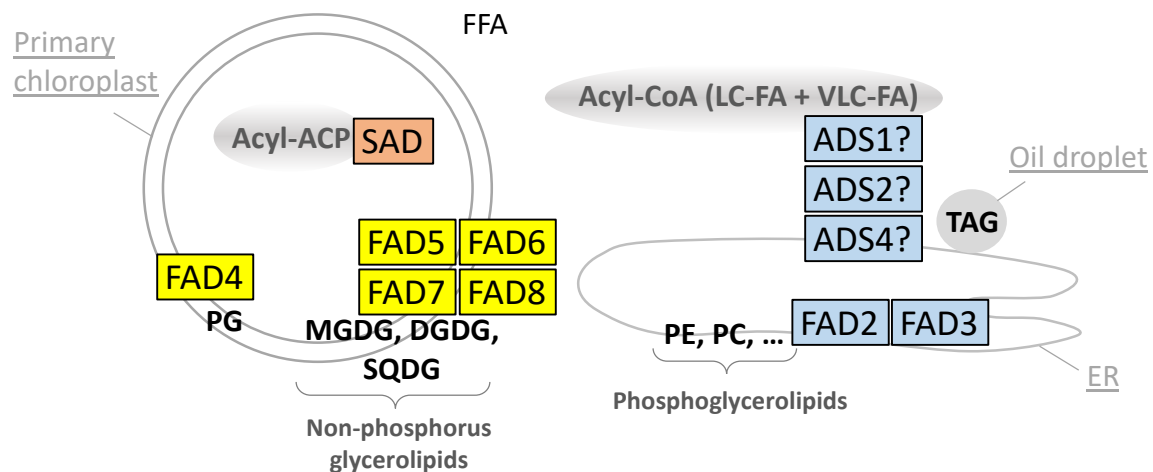 FFA
Primary
chloroplast
Acyl-CoA (LC-FA + VLC-FA)
Acyl-ACP
SAD
ADS1?
ADS2?
ADS4?
Oil droplet
TAG
FAD5
FAD6
FAD4
FAD7
FAD8
PG
MGDG, DGDG,
SQDG
PE, PC, ...
FAD2
FAD3
ER
Phosphoglycerolipids
Non-phosphorus
glycerolipids